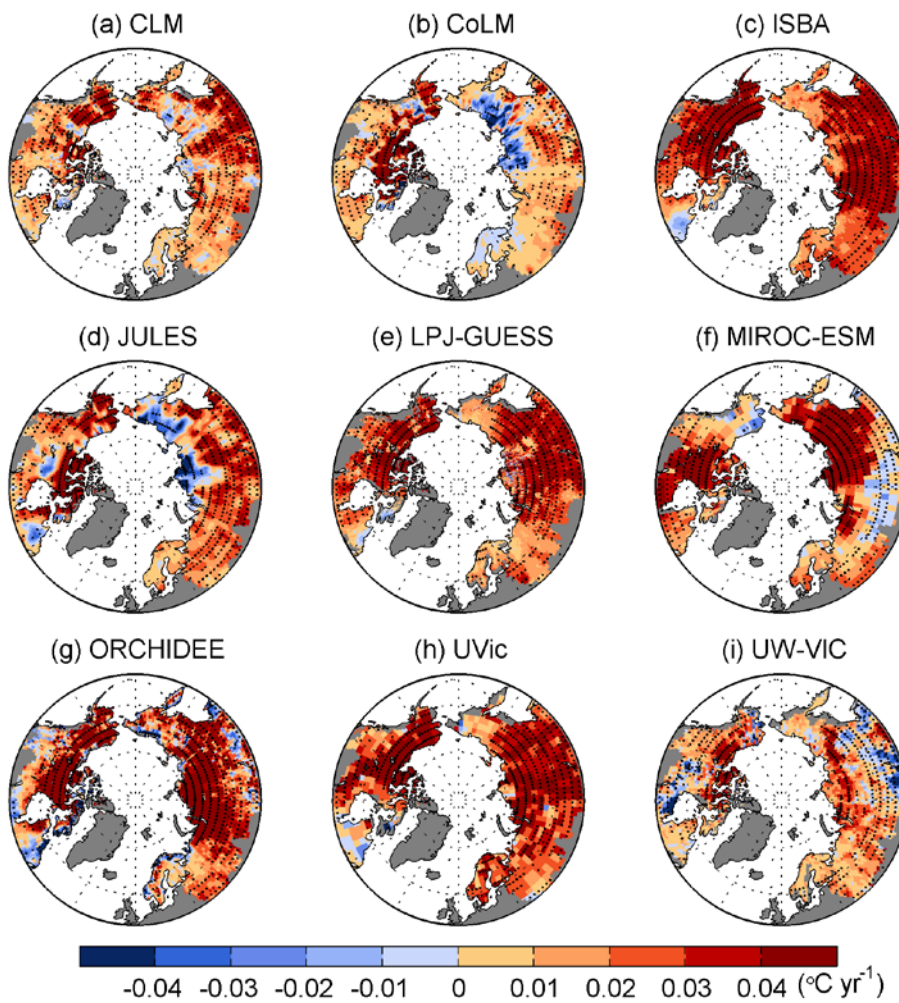 (a) CLM
(b) CoLM
(c) ISBA
(d) JULES
(e) LPJ-GUESS
(f) MIROC-ESM
(g) ORCHIDEE
(h) UVic
(i) UW-VIC
-0.04 -0.03 -0.02 -0.01 0 0.01 0.02 0.03 0.04 (°C yr⁻¹)